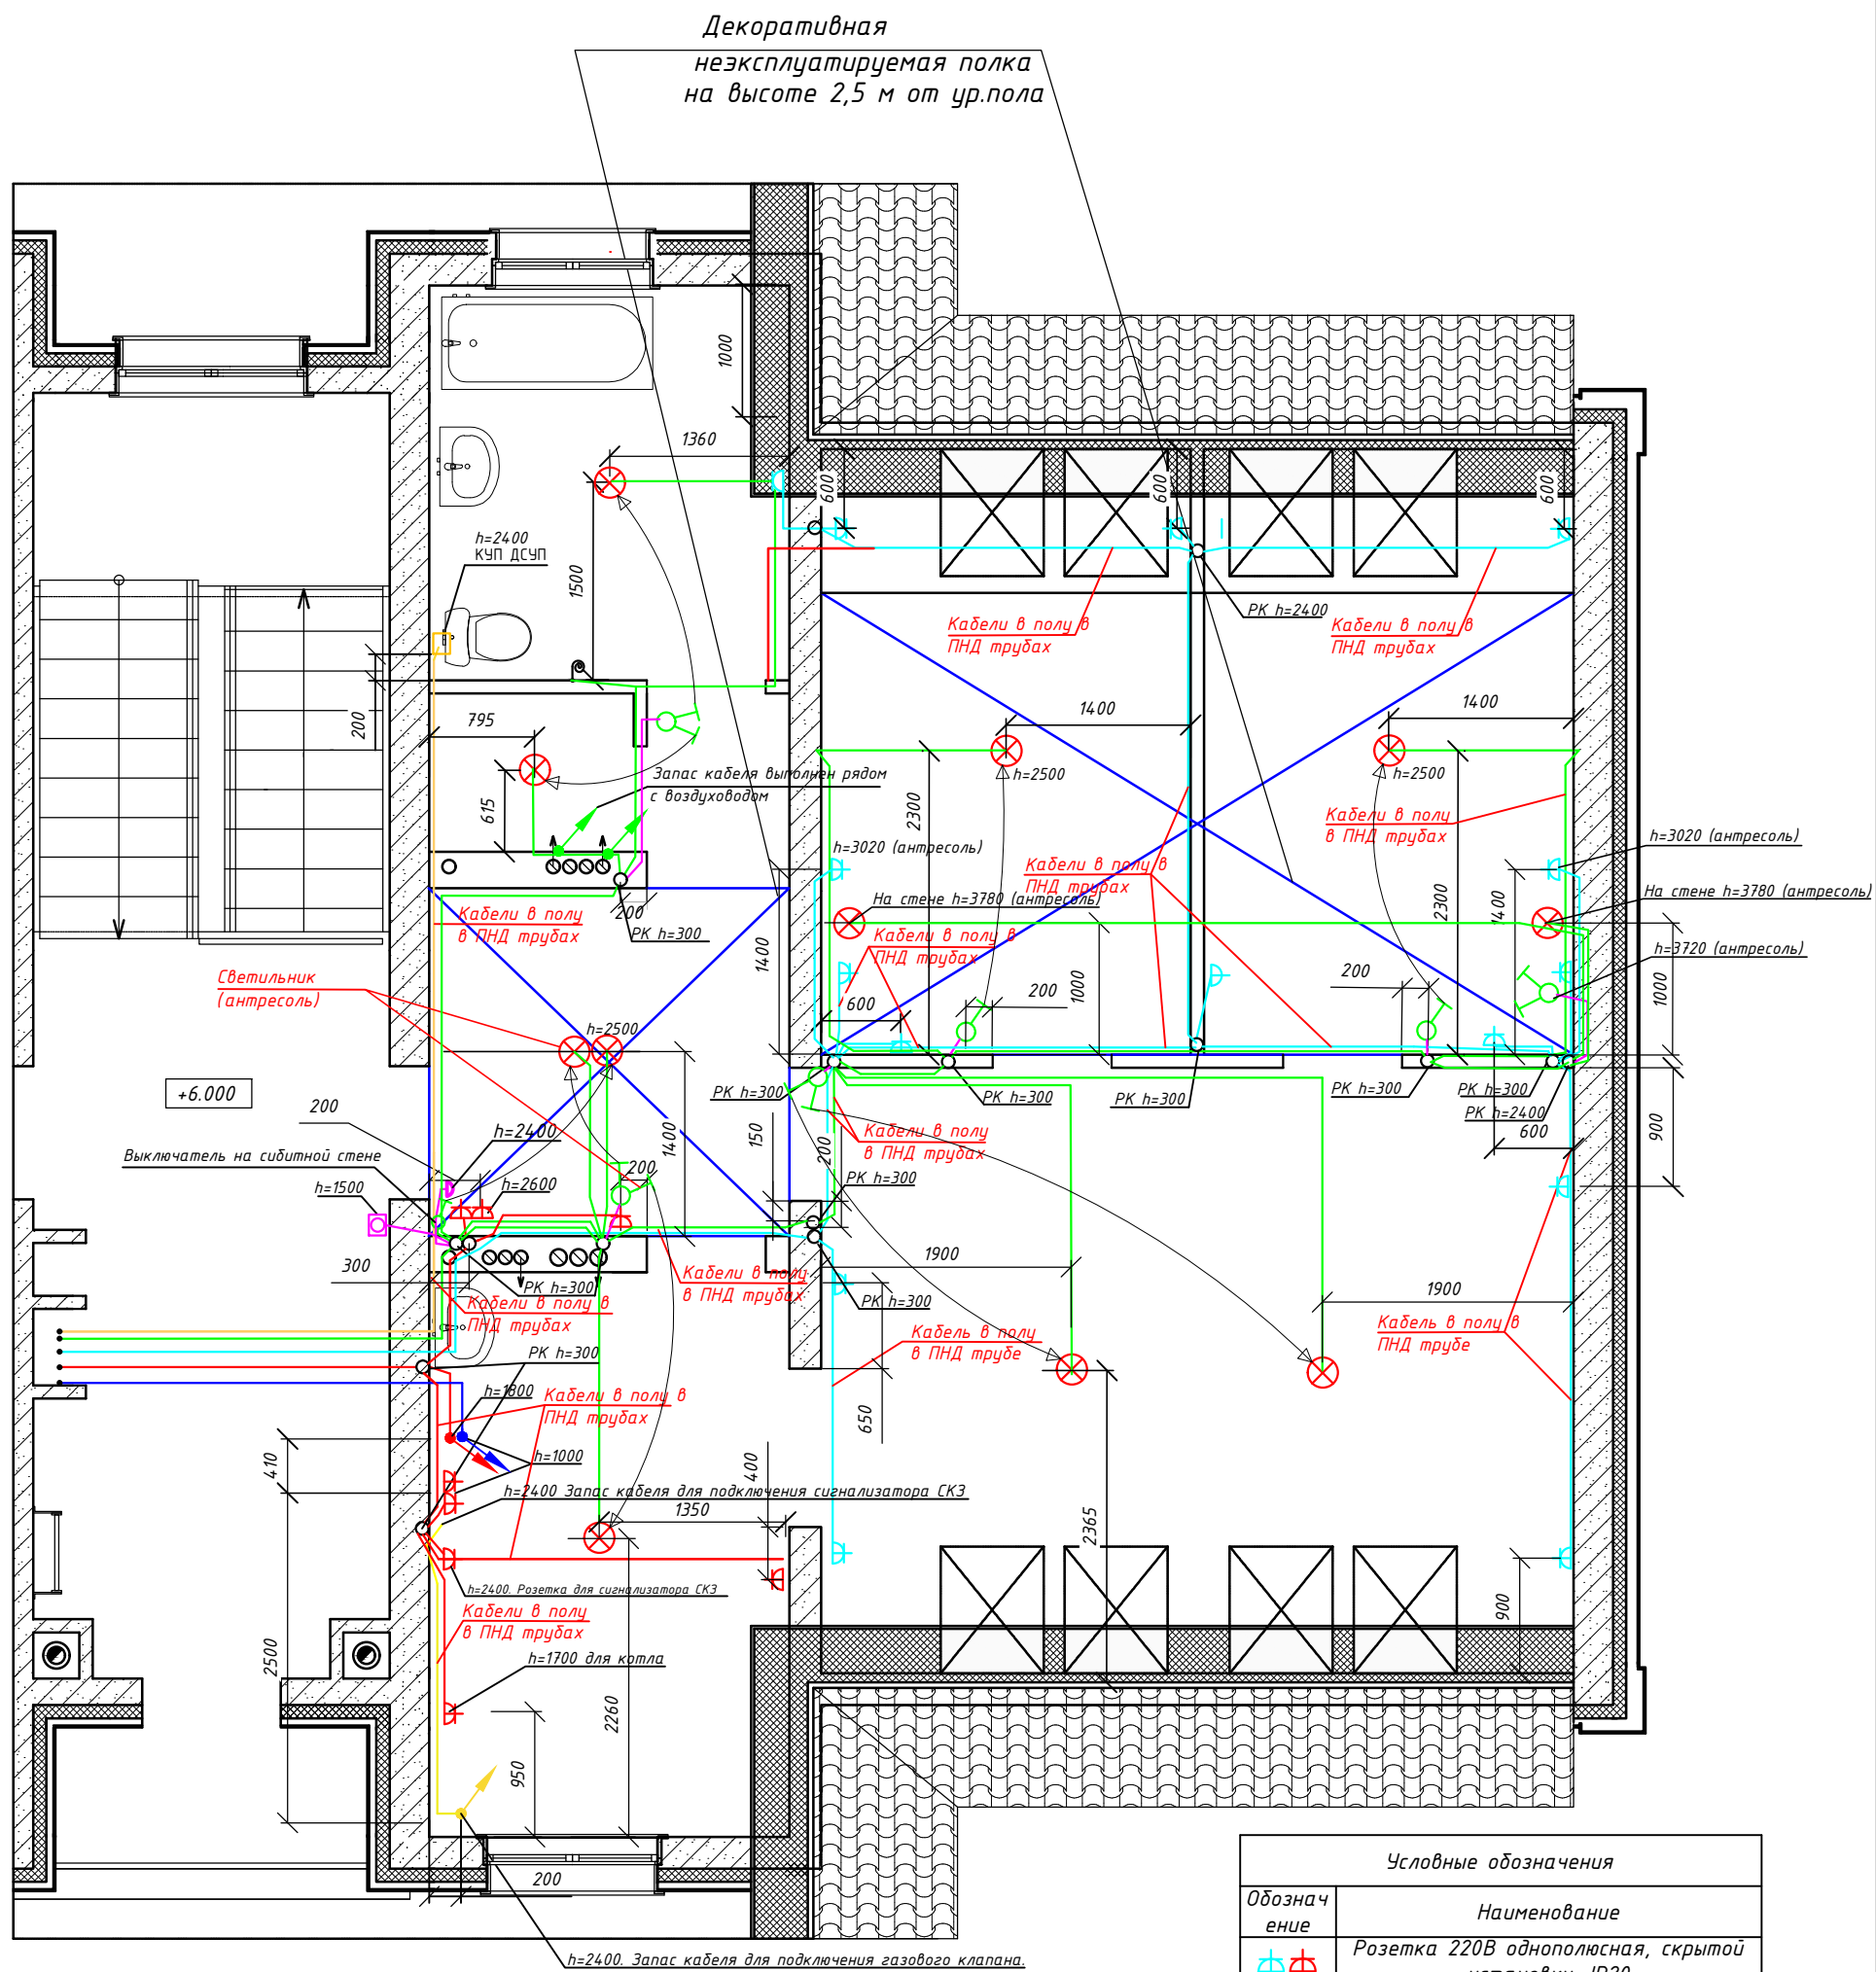 Декоративная
неэксплуатируемая полка
на высоте 2,5 м от ур.пола
1000
1360
600
600
600
h=2400
КУП ДСУП
1500
РК h=2400
Кабели в полу в
ПНД трубах
Кабели в полу в
ПНД трубах
200
795
1400
1400
615
Запас кабеля выполнен рядом
с воздуховодом
h=2500
h=2500
2300
Кабели в полу
в ПНД трубах
h=3020 (антресоль)
h=3020 (антресоль)
Кабели в полу в
ПНД трубах
На стене h=3780 (антресоль)
На стене h=3780 (антресоль)
2300
1400
Кабели в полу
в ПНД трубах
200
РК h=300
Кабели в полу в
ПНД трубах
h=3720 (антресоль)
1400
Светильник
(антресоль)
1000
200
200
600
1000
h=2500
+6.000
РК h=300
РК h=300
РК h=300
РК h=300
РК h=300
РК h=2400
200
h=2400
1400
150
200
Кабели в полу
в ПНД трубах
600
900
Выключатель на сибитной стене
h=1500
h=2600
200
РК h=300
300
РК h=300
Кабели в полу
в ПНД трубах
1900
РК h=300
1900
Кабели в полу в
ПНД трубах
Кабель в полу
в ПНД трубе
Кабель в полу в
ПНД трубе
РК h=300
h=1800
Кабели в полу в
ПНД трубах
650
410
h=1000
400
h=2400 Запас кабеля для подключения сигнализатора СКЗ
1350
2365
h=2400. Розетка для сигнализатора СКЗ
Кабели в полу
в ПНД трубах
900
2500
h=1700 для котла
2260
950
200
h=2400. Запас кабеля для подключения газового клапана.
Условные обозначения
Обознач
ение
Наименование
Розетка 220В однополюсная, скрытой